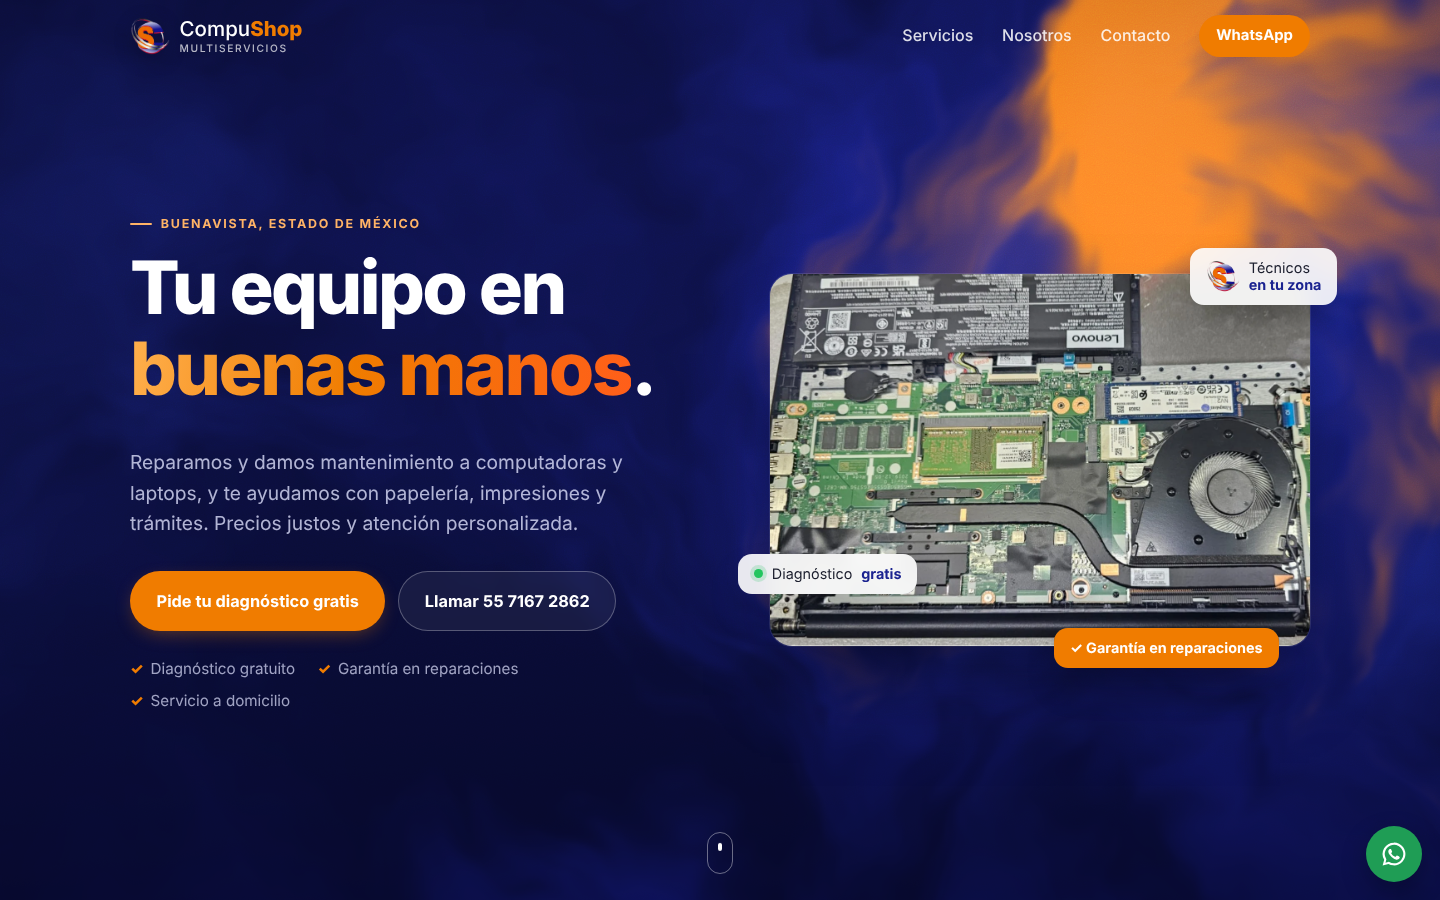 CompuShop
MULTISERVICIOS
Servicios
Nosotros
Contacto
WhatsApp
BUENAVISTA, ESTADO DE MÉXICO
Tu equipo en
buenas manos.
Reparamos y damos mantenimiento a computadoras y
laptops, y te ayudamos con papelería, impresiones y
trámites. Precios justos y atención personalizada.
Pide tu diagnóstico gratis
Llamar 55 7167 2862
✓ Diagnóstico gratuito
✓ Garantía en reparaciones
✓ Servicio a domicilio
Técnicos
en tu zona
Lenovo
Diagnóstico gratis
✓ Garantía en reparaciones